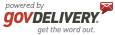 powered by
GOVDELIVERY
get the word out.